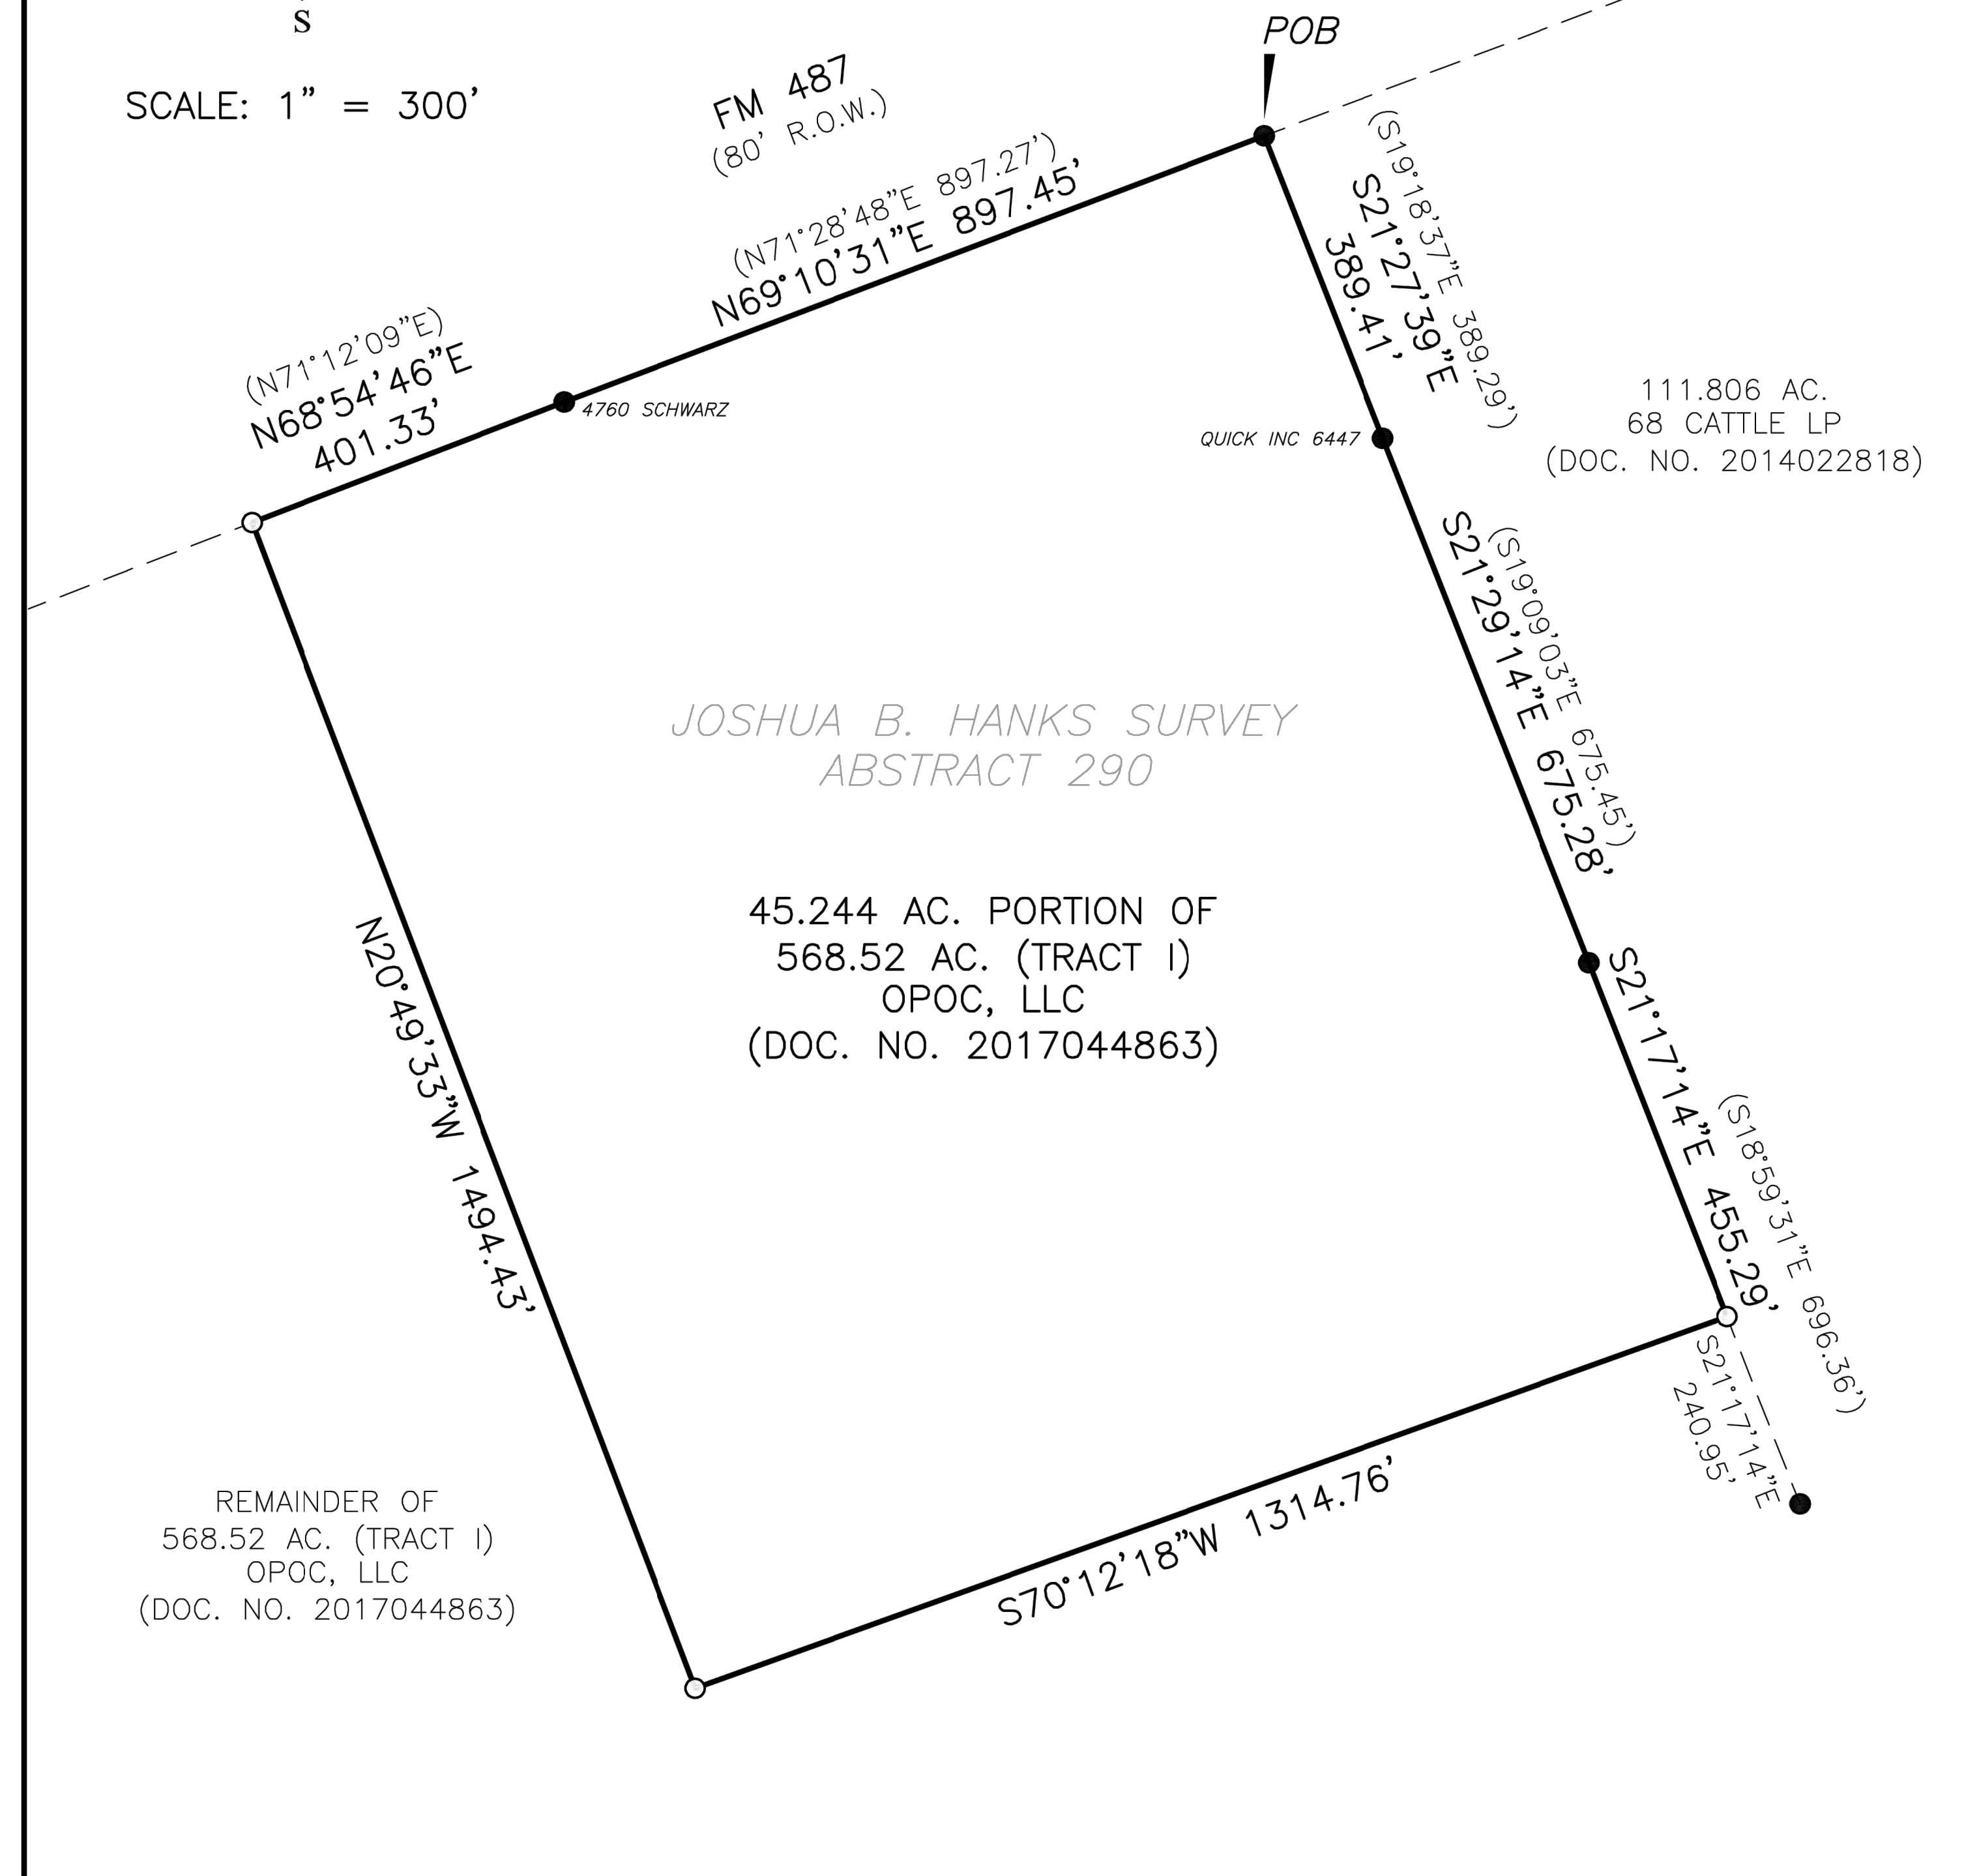 S
SCALE: 1" = 300'
POB
FM 487
(80' R.O.W.)
(N71°28'48"E 897.27')
N69°10'31"E 897.45'
(N71°12'09"E)
N68°54'46"E
401.33'
4760 SCHWARZ
(S19°18'37"E 389.29')
S21°27'39"E
389.41'
QUICK INC 6447
111.806 AC.
68 CATTLE LP
(DOC. NO. 2014022818)
(S19°09'03"E 675.45')
S21°29'14"E 675.28'
JOSHUA B. HANKS SURVEY
ABSTRACT 290
45.244 AC. PORTION OF
568.52 AC. (TRACT I)
OPOC, LLC
(DOC. NO. 2017044863)
N20°49'33"W 1494.43'
S21°17'14"E 455.29'
(S18°59'31"E 696.36')
S21°17'14"E
240.95'
S70°12'18"W 1314.76'
REMAINDER OF
568.52 AC. (TRACT I)
OPOC, LLC
(DOC. NO. 2017044863)